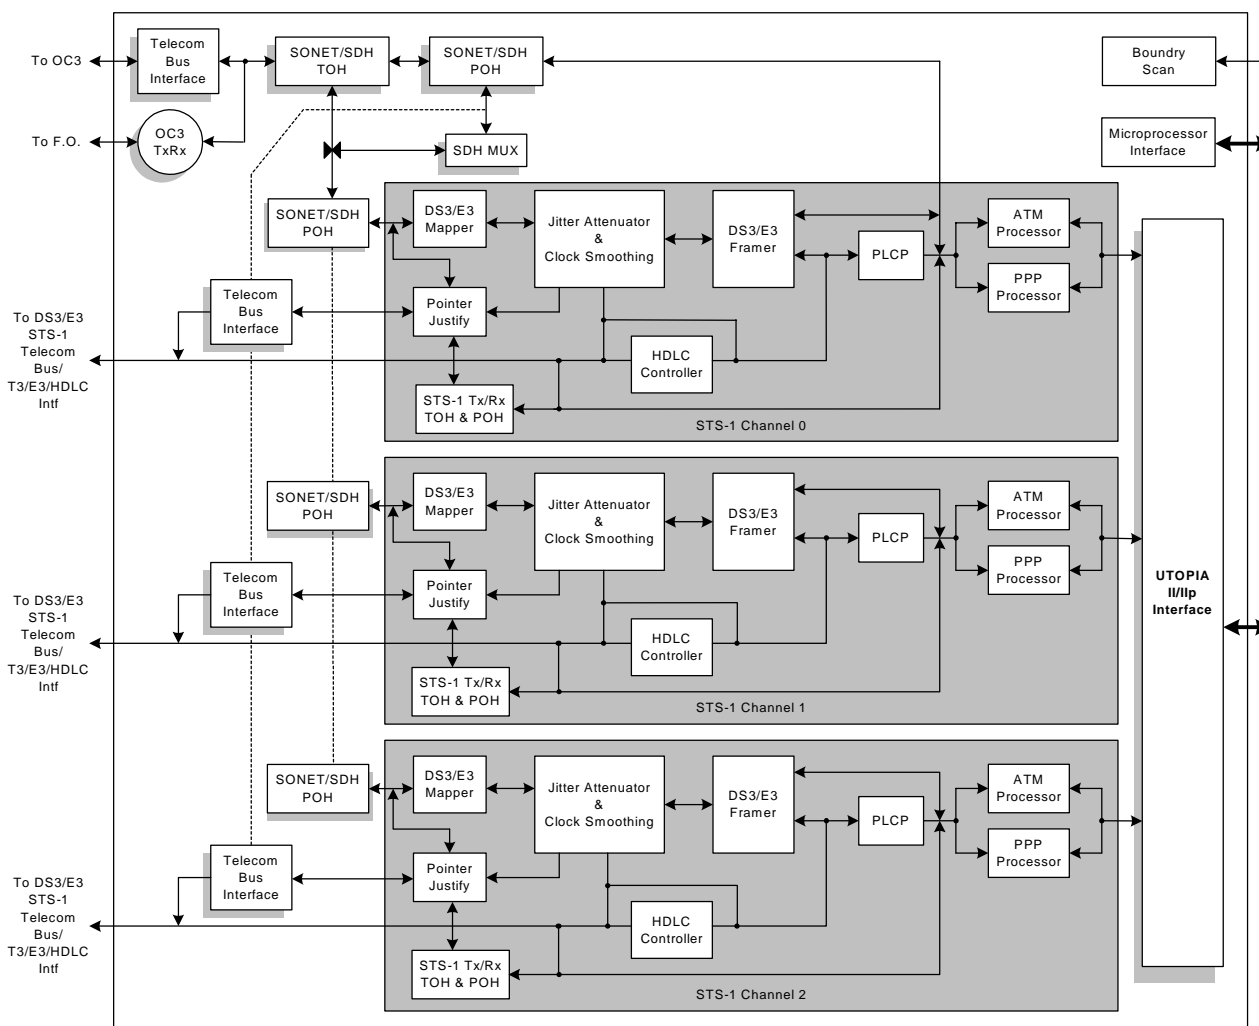 To OC3
Telecom
Bus
Interface
SONET/SDH
TOH
SONET/SDH
POH
Boundry
Scan
To F.O.
OC3
TxRx
SDH MUX
Microprocessor
Interface
SONET/SDH
POH
DS3/E3
Mapper
Jitter Attenuator
&
Clock Smoothing
DS3/E3
Framer
PLCP
ATM
Processor
PPP
Processor
Telecom
Bus
Interface
Pointer
Justify
To DS3/E3
STS-1
Telecom
Bus/
T3/E3/HDLC
Intf
HDLC
Controller
STS-1 Tx/Rx
TOH & POH
STS-1 Channel 0
SONET/SDH
POH
DS3/E3
Mapper
Jitter Attenuator
&
Clock Smoothing
DS3/E3
Framer
PLCP
ATM
Processor
PPP
Processor
Telecom
Bus
Interface
Pointer
Justify
UTOPIA
II/IIp
Interface
To DS3/E3
STS-1
Telecom
Bus/
T3/E3/HDLC
Intf
HDLC
Controller
STS-1 Tx/Rx
TOH & POH
STS-1 Channel 1
SONET/SDH
POH
DS3/E3
Mapper
Jitter Attenuator
&
Clock Smoothing
DS3/E3
Framer
PLCP
ATM
Processor
PPP
Processor
Telecom
Bus
Interface
Pointer
Justify
To DS3/E3
STS-1
Telecom
Bus/
T3/E3/HDLC
Intf
HDLC
Controller
STS-1 Tx/Rx
TOH & POH
STS-1 Channel 2